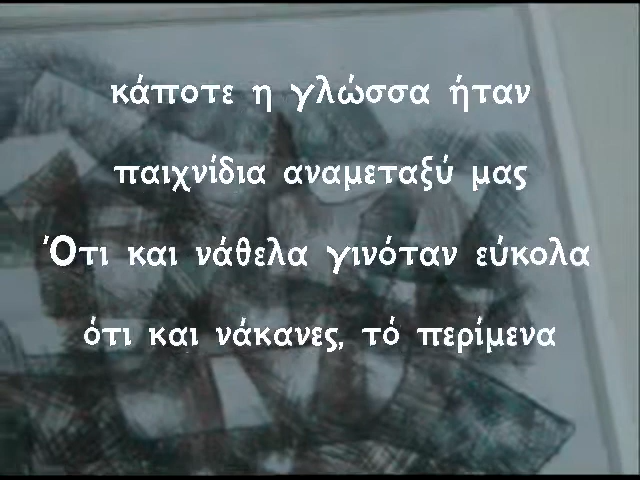 κάποτε η γλώσσα ήταν
παιχνίδια αναμεταξύ μας
Ότι και νάθελα γινόταν εύκολα
ότι και νάκανες, τό περίμενα